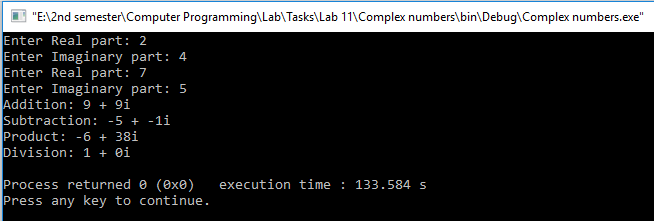 "E:\2nd semester\Computer Programming\Lab\Tasks\Lab 11\Complex numbers\bin\Debug\Complex numbers.exe"
Enter Real part: 2
Enter Imaginary part: 4
Enter Real part: 7
Enter Imaginary part: 5
Addition: 9 + 9i
Subtraction: -5 + -1i
Product: -6 + 38i
Division: 1 + 0i
Process returned 0 (0x0)   execution time : 133.584 s
Press any key to continue.